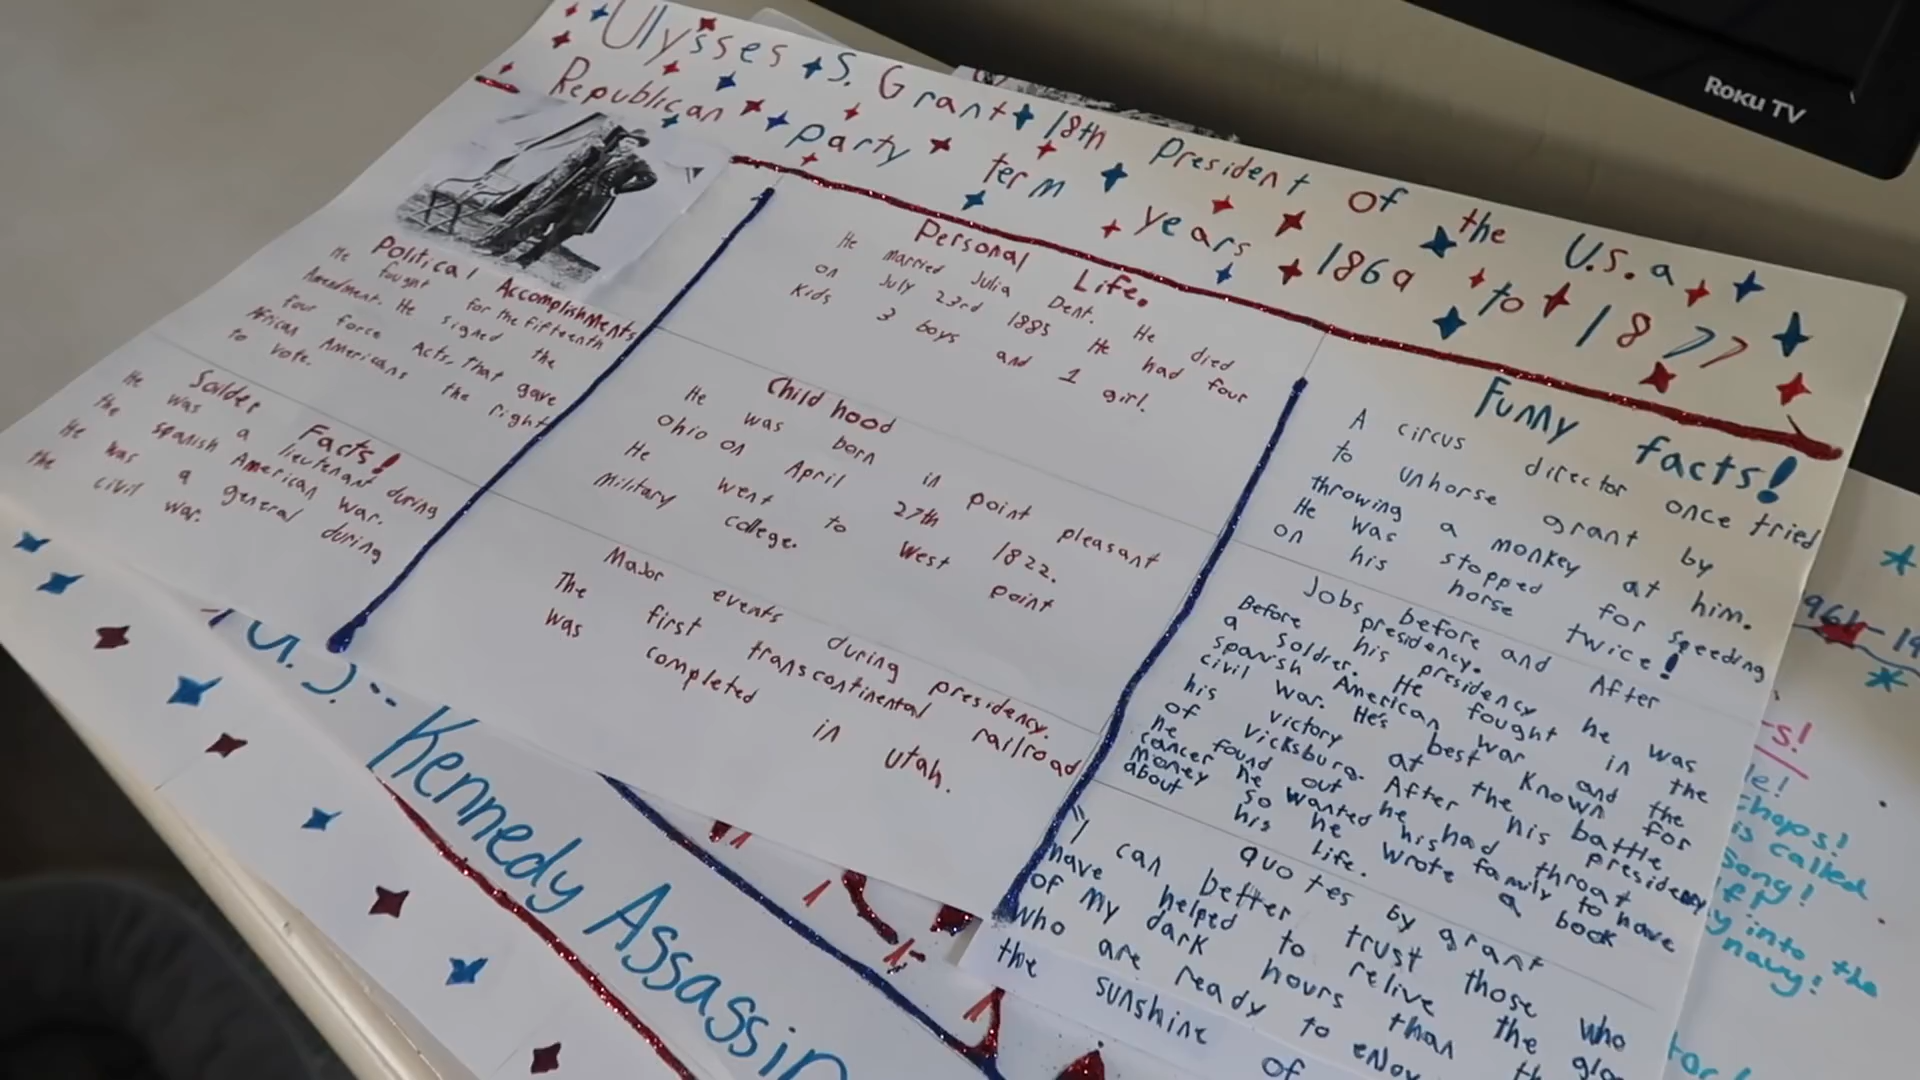 Ulysses S. Grant 18th President of the U.S.a
Republican party term years 1869 to 1877
Political Accomplishments
He fought for the fifteenth
Amendment. He signed the
four force Acts, that gave
African Americans the right
to vote.
Soilder Facts!
He was a lieutenant during
the spanish American war.
He was a general during
the civil war.
Personal Life.
He married Julia Dent. He died
on July 23rd 1885 He had four
Kids 3 boys and 1 girl.
Child hood
He was born in point pleasant
Ohio on April 27th 1822.
He went to West point
Military college.
Major events during presidency.
The first transcontinental railroad
was completed in utah.
Funny facts!
A circus director once tried
to unhorse grant by
throwing a monkey at him.
He was stopped for speeding
on his horse twice!
Jobs before and After
presidency.
Before his presidency he was
a soldier. He fought in the
spanish American war and the
civil war. He's best known for
his victory at the battle
of Vicksburg. After his presidency
he found out he had throat
cancer he wanted his family to have
money so he wrote a book
about his life.
quotes by grant
"I can better trust those who
have helped to relive the
of my dark hours than
who are ready to enjoy
the sunshine of
Kennedy
Roku TV
s!
chops!
is called
song!
into the
navy!